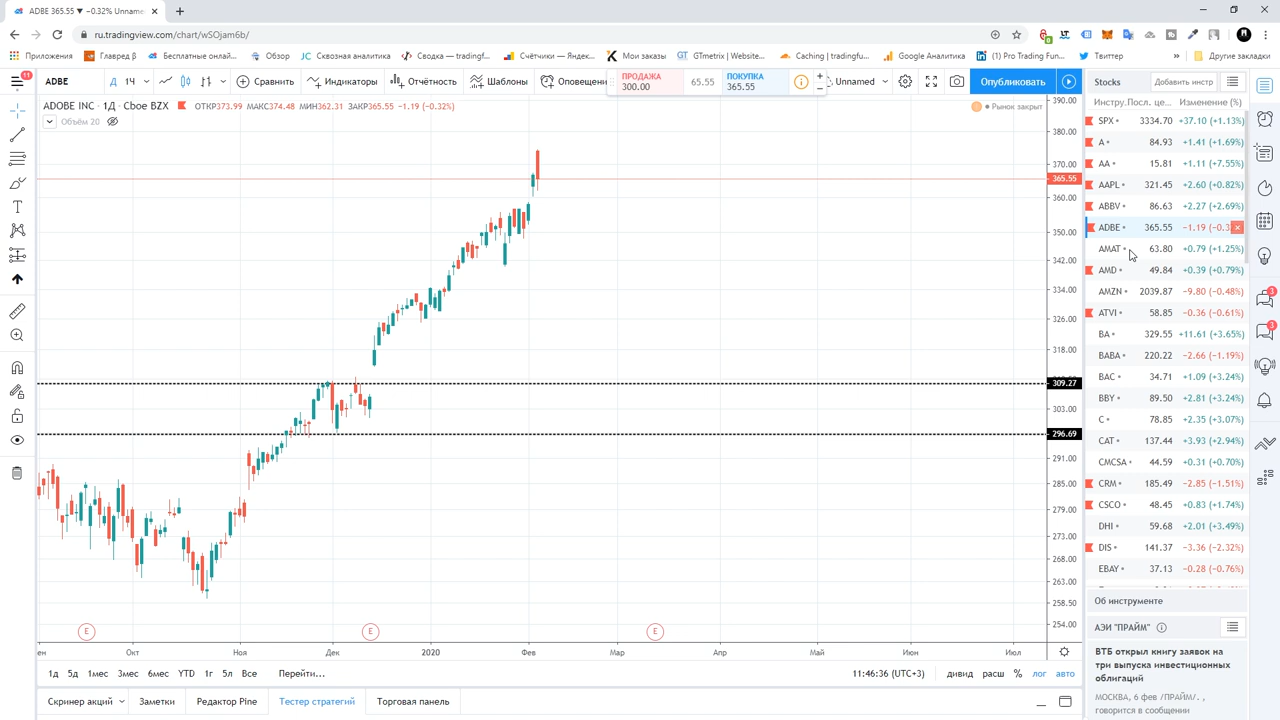 ADBE 365.55 ▼ −0.32% Unname
ru.tradingview.com/chart/wSOjam6b/
Приложения
Главред β
Бесплатные онлай...
Обзор
Сквозная аналити...
Сводка — tradingf...
Счётчики — Яндек...
Мои заказы
GTmetrix | Website...
Caching | tradingfu...
Google Аналитика
(1) Pro Trading Fun...
Твиттер
»
Другие закладки
11
ADBE
Д
1Ч
Сравнить
Индикаторы
Отчётность
Шаблоны
Оповещени
ПРОДАЖА
300.00
65.55
ПОКУПКА
365.55
Unnamed
Опубликовать
ADOBE INC · 1Д · Cboe BZX
ОТКР373.99 МАКС374.48 МИН362.31 ЗАКР365.55 −1.19 (−0.32%)
Объём 20
Рынок закрыт
390.00
380.00
370.00
365.55
360.00
350.00
342.00
334.00
326.00
318.00
309.27
303.00
296.69
291.00
285.00
279.00
273.00
268.00
263.00
258.50
254.00
E
E
E
ен
Окт
Ноя
Дек
2020
Фев
Мар
Апр
Май
Июн
Июл
1д 5д 1мес 3мес 6мес YTD 1г 5л Все Перейти...
11:46:36 (UTC+3)
дивид расш % лог авто
Скринер акций
Заметки
Редактор Pine
Тестер стратегий
Торговая панель
Stocks
Добавить инстр
Инстру. Посл. це... Изменение (%)
SPX 3334.70 +37.10 (+1.13%)
A 84.93 +1.41 (+1.69%)
AA 15.81 +1.11 (+7.55%)
AAPL 321.45 +2.60 (+0.82%)
ABBV 86.63 +2.27 (+2.69%)
ADBE 365.55 −1.19 (−0.3
AMAT 63.80 +0.79 (+1.25%)
AMD 49.84 +0.39 (+0.79%)
AMZN 2039.87 −9.80 (−0.48%)
ATVI 58.85 −0.36 (−0.61%)
BA 329.55 +11.61 (+3.65%)
BABA 220.22 −2.66 (−1.19%)
BAC 34.71 +1.09 (+3.24%)
BBY 89.50 +2.81 (+3.24%)
C 78.85 +2.35 (+3.07%)
CAT 137.44 +3.93 (+2.94%)
CMCSA 44.59 +0.31 (+0.70%)
CRM 185.49 −2.85 (−1.51%)
CSCO 48.45 +0.83 (+1.74%)
DHI 59.68 +2.01 (+3.49%)
DIS 141.37 −3.36 (−2.32%)
EBAY 37.13 −0.28 (−0.76%)
Об инструменте
АЭИ "ПРАЙМ"
ВТБ открыл книгу заявок на
три выпуска инвестиционных
облигаций
МОСКВА, 6 фев /ПРАЙМ/. ,
говорится в сообщении
3
3